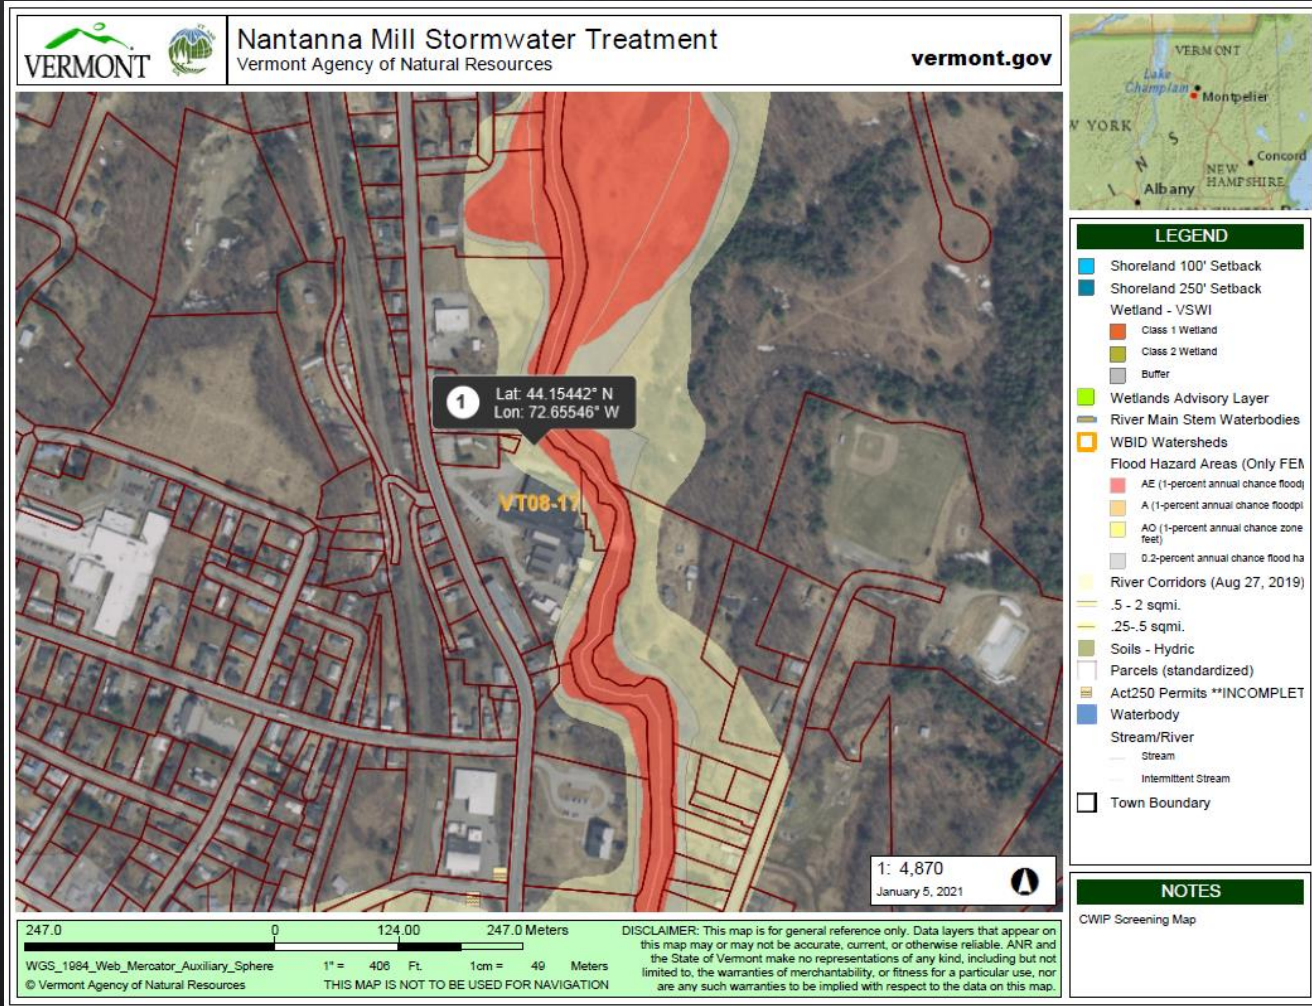 VERMONT
Nantanna Mill Stormwater Treatment
Vermont Agency of Natural Resources
vermont.gov
VERMONT
Lake
Champlain
Montpelier
W YORK
NEW
HAMPSHIRE
Concord
Albany
1
Lat: 44.15442° N
Lon: 72.65546° W
VT08-17
1: 4,870
January 5, 2021
LEGEND
Shoreland 100' Setback
Shoreland 250' Setback
Wetland - VSWI
Class 1 Wetland
Class 2 Wetland
Buffer
Wetlands Advisory Layer
River Main Stem Waterbodies
WBID Watersheds
Flood Hazard Areas (Only FEM
AE (1-percent annual chance floodp
A (1-percent annual chance floodpl
AO (1-percent annual chance zone
feet)
0.2-percent annual chance flood ha
River Corridors (Aug 27, 2019)
.5 - 2 sqmi.
.25-.5 sqmi.
Soils - Hydric
Parcels (standardized)
Act250 Permits **INCOMPLET
Waterbody
Stream/River
Stream
Intermittent Stream
Town Boundary
NOTES
CWIP Screening Map
247.0 0 124.00 247.0 Meters
WGS_1984_Web_Mercator_Auxiliary_Sphere 1" = 406 Ft. 1cm = 49 Meters
© Vermont Agency of Natural Resources THIS MAP IS NOT TO BE USED FOR NAVIGATION
DISCLAIMER: This map is for general reference only. Data layers that appear on
this map may or may not be accurate, current, or otherwise reliable. ANR and
the State of Vermont make no representations of any kind, including but not
limited to, the warranties of merchantability, or fitness for a particular use, nor
are any such warranties to be implied with respect to the data on this map.